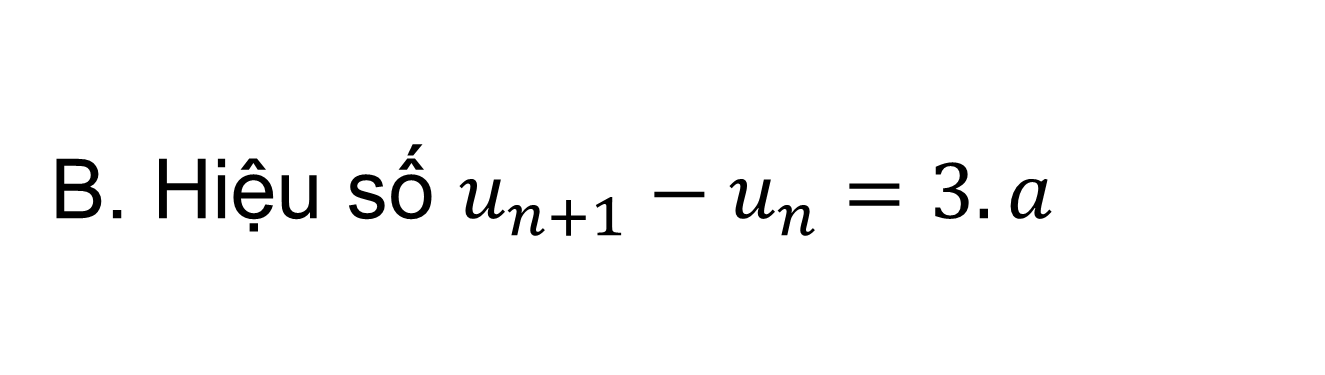 B. Hiệu số $u_{n+1} - u_n = 3.a$